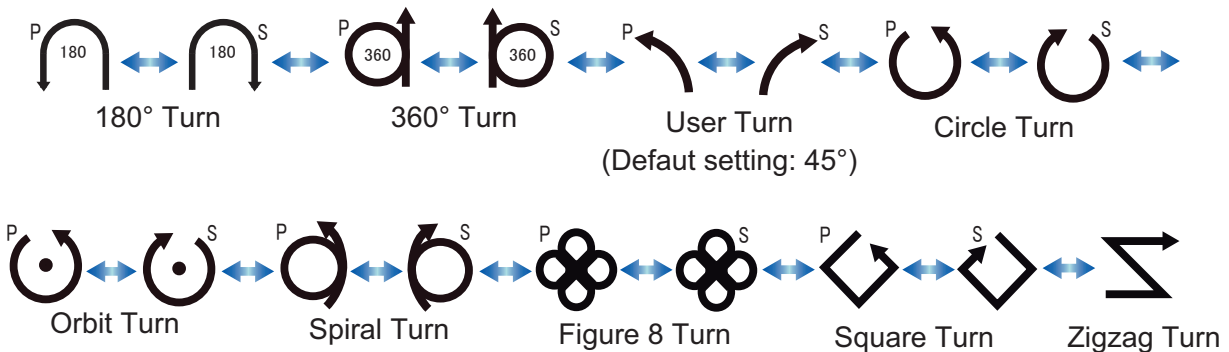 P 180 180 S P 360 360 S P S P S
180° Turn 360° Turn User Turn Circle Turn
(Defaut setting: 45°)
P S P S P S P S
Orbit Turn Spiral Turn Figure 8 Turn Square Turn Zigzag Turn